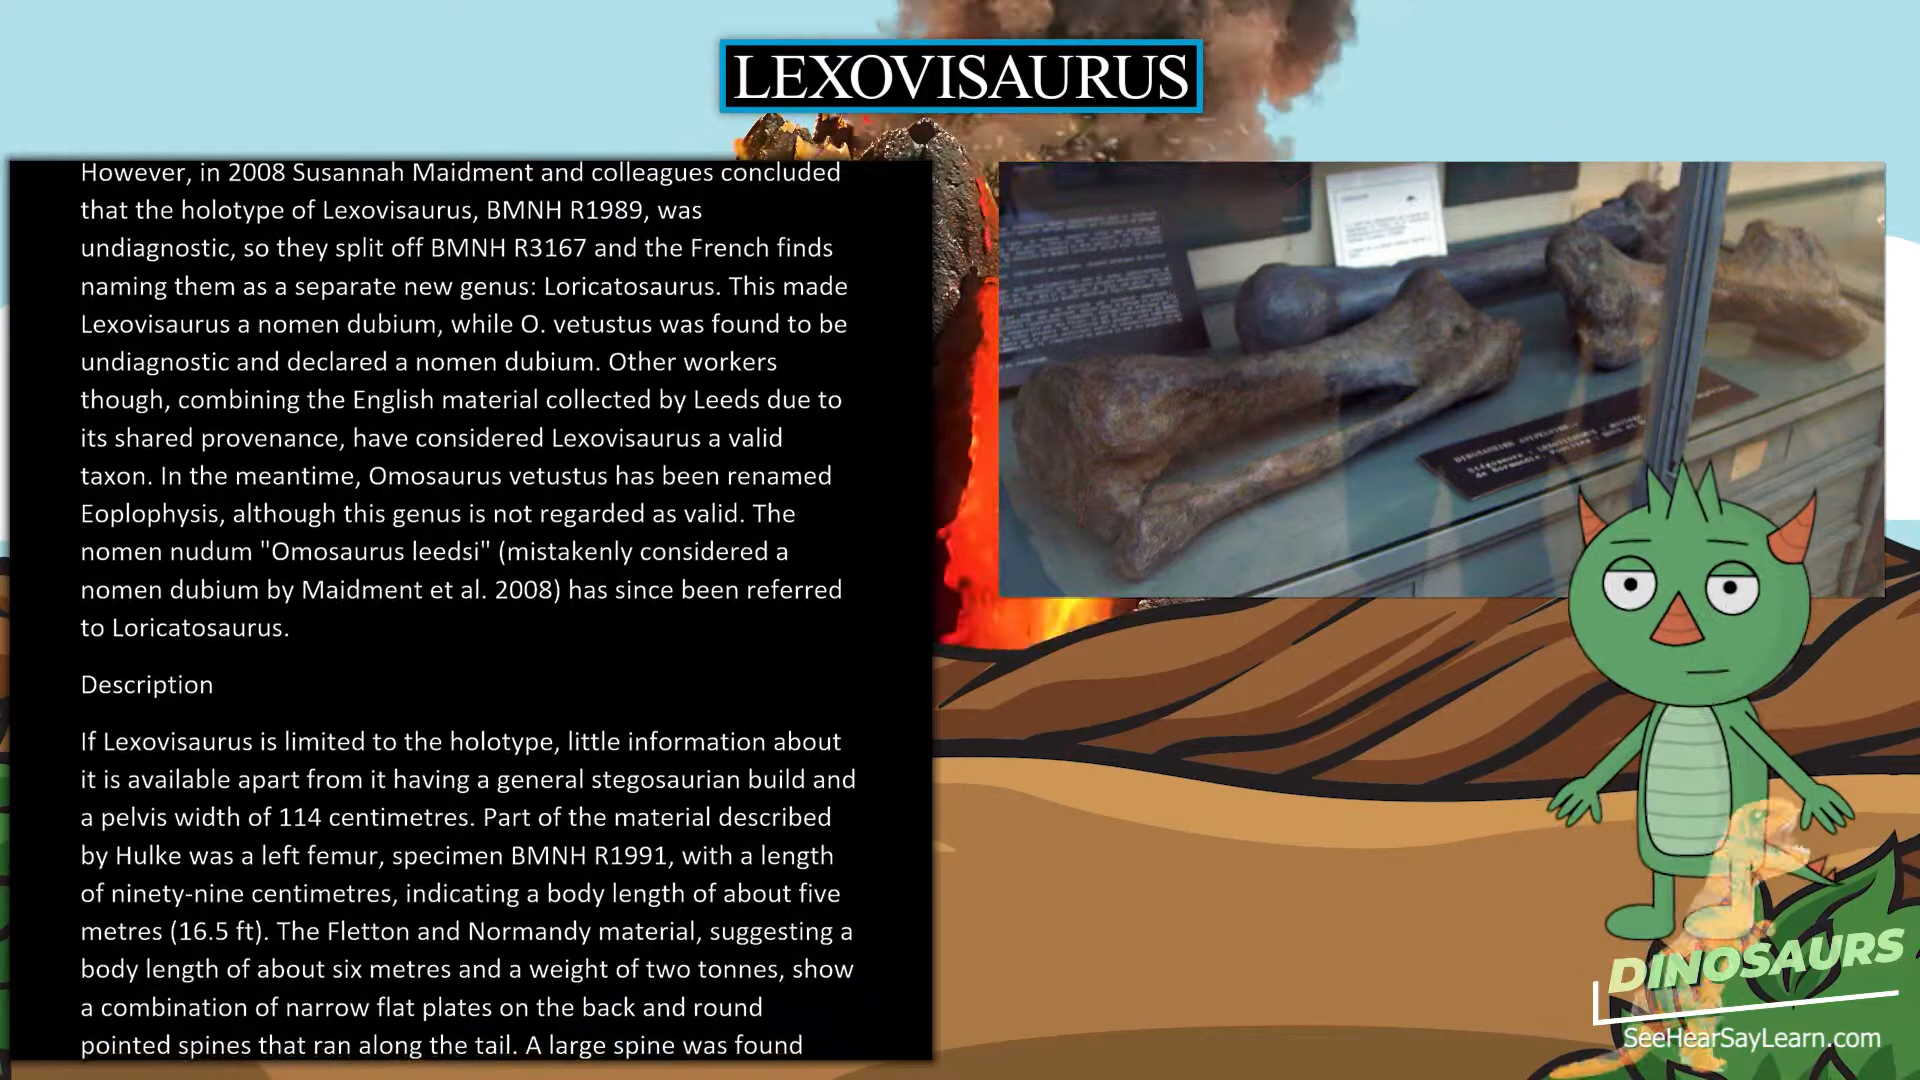 LEXOVISAURUS
However, in 2008 Susannah Maidment and colleagues concluded
that the holotype of Lexovisaurus, BMNH R1989, was
undiagnostic, so they split off BMNH R3167 and the French finds
naming them as a separate new genus: Loricatosaurus. This made
Lexovisaurus a nomen dubium, while O. vetustus was found to be
undiagnostic and declared a nomen dubium. Other workers
though, combining the English material collected by Leeds due to
its shared provenance, have considered Lexovisaurus a valid
taxon. In the meantime, Omosaurus vetustus has been renamed
Eoplophysis, although this genus is not regarded as valid. The
nomen nudum "Omosaurus leedsi" (mistakenly considered a
nomen dubium by Maidment et al. 2008) has since been referred
to Loricatosaurus.
Description
If Lexovisaurus is limited to the holotype, little information about
it is available apart from it having a general stegosaurian build and
a pelvis width of 114 centimetres. Part of the material described
by Hulke was a left femur, specimen BMNH R1991, with a length
of ninety-nine centimetres, indicating a body length of about five
metres (16.5 ft). The Fletton and Normandy material, suggesting a
body length of about six metres and a weight of two tonnes, show
a combination of narrow flat plates on the back and round
pointed spines that ran along the tail. A large spine was found
DINOSAURS
SeeHearSayLearn.com